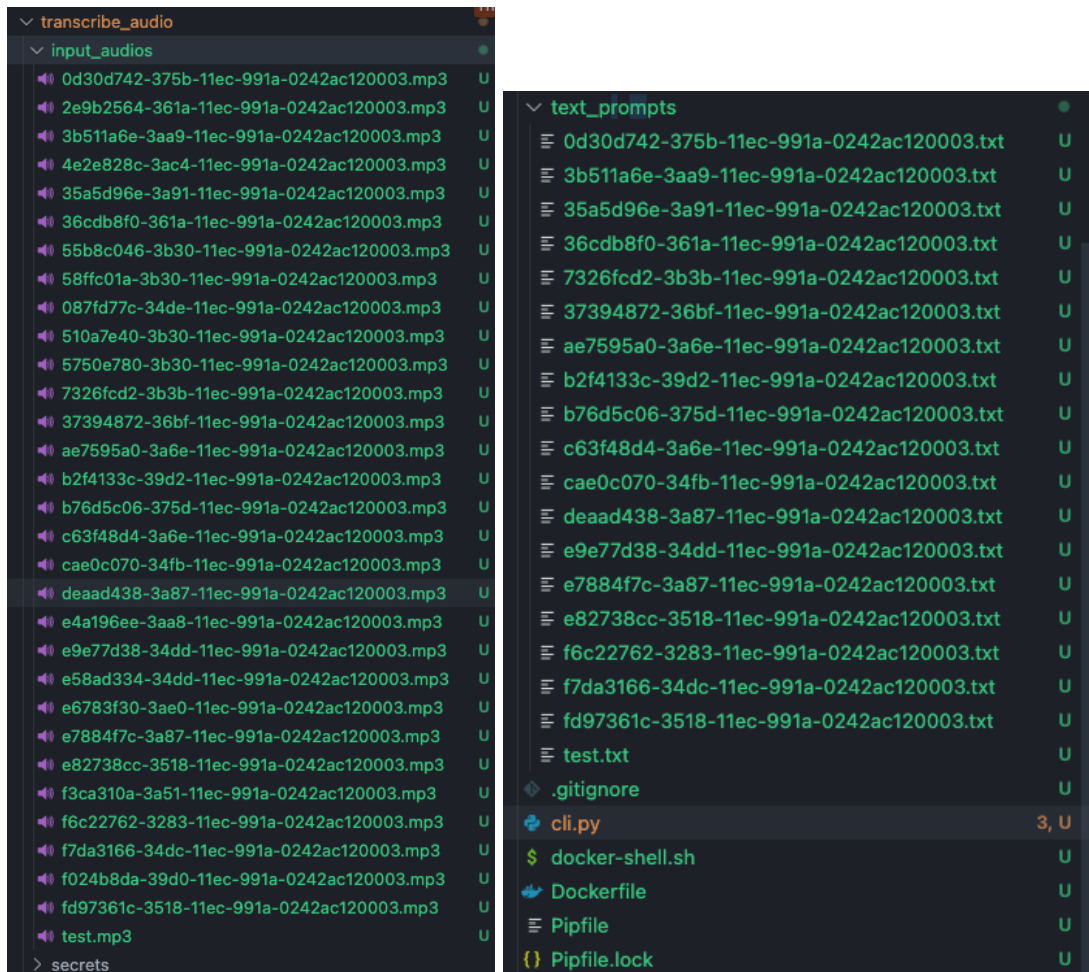 transcribe_audio
input_audios
0d30d742-375b-11ec-991a-0242ac120003.mp3 U
2e9b2564-361a-11ec-991a-0242ac120003.mp3 U
3b511a6e-3aa9-11ec-991a-0242ac120003.mp3 U
4e2e828c-3ac4-11ec-991a-0242ac120003.mp3 U
35a5d96e-3a91-11ec-991a-0242ac120003.mp3 U
36cdb8f0-361a-11ec-991a-0242ac120003.mp3 U
55b8c046-3b30-11ec-991a-0242ac120003.mp3 U
58ffc01a-3b30-11ec-991a-0242ac120003.mp3 U
087fd77c-34de-11ec-991a-0242ac120003.mp3 U
510a7e40-3b30-11ec-991a-0242ac120003.mp3 U
5750e780-3b30-11ec-991a-0242ac120003.mp3 U
7326fcd2-3b3b-11ec-991a-0242ac120003.mp3 U
37394872-36bf-11ec-991a-0242ac120003.mp3 U
ae7595a0-3a6e-11ec-991a-0242ac120003.mp3 U
b2f4133c-39d2-11ec-991a-0242ac120003.mp3 U
b76d5c06-375d-11ec-991a-0242ac120003.mp3 U
c63f48d4-3a6e-11ec-991a-0242ac120003.mp3 U
cae0c070-34fb-11ec-991a-0242ac120003.mp3 U
deaad438-3a87-11ec-991a-0242ac120003.mp3 U
e4a196ee-3aa8-11ec-991a-0242ac120003.mp3 U
e9e77d38-34dd-11ec-991a-0242ac120003.mp3 U
e58ad334-34dd-11ec-991a-0242ac120003.mp3 U
e6783f30-3ae0-11ec-991a-0242ac120003.mp3 U
e7884f7c-3a87-11ec-991a-0242ac120003.mp3 U
e82738cc-3518-11ec-991a-0242ac120003.mp3 U
f3ca310a-3a51-11ec-991a-0242ac120003.mp3 U
f6c22762-3283-11ec-991a-0242ac120003.mp3 U
f7da3166-34dc-11ec-991a-0242ac120003.mp3 U
f024b8da-39d0-11ec-991a-0242ac120003.mp3 U
fd97361c-3518-11ec-991a-0242ac120003.mp3 U
test.mp3 U
secrets
text_prompts
0d30d742-375b-11ec-991a-0242ac120003.txt U
3b511a6e-3aa9-11ec-991a-0242ac120003.txt U
35a5d96e-3a91-11ec-991a-0242ac120003.txt U
36cdb8f0-361a-11ec-991a-0242ac120003.txt U
7326fcd2-3b3b-11ec-991a-0242ac120003.txt U
37394872-36bf-11ec-991a-0242ac120003.txt U
ae7595a0-3a6e-11ec-991a-0242ac120003.txt U
b2f4133c-39d2-11ec-991a-0242ac120003.txt U
b76d5c06-375d-11ec-991a-0242ac120003.txt U
c63f48d4-3a6e-11ec-991a-0242ac120003.txt U
cae0c070-34fb-11ec-991a-0242ac120003.txt U
deaad438-3a87-11ec-991a-0242ac120003.txt U
e9e77d38-34dd-11ec-991a-0242ac120003.txt U
e7884f7c-3a87-11ec-991a-0242ac120003.txt U
e82738cc-3518-11ec-991a-0242ac120003.txt U
f6c22762-3283-11ec-991a-0242ac120003.txt U
f7da3166-34dc-11ec-991a-0242ac120003.txt U
fd97361c-3518-11ec-991a-0242ac120003.txt U
test.txt U
.gitignore U
cli.py 3, U
$ docker-shell.sh U
Dockerfile U
Pipfile U
{} Pipfile.lock U